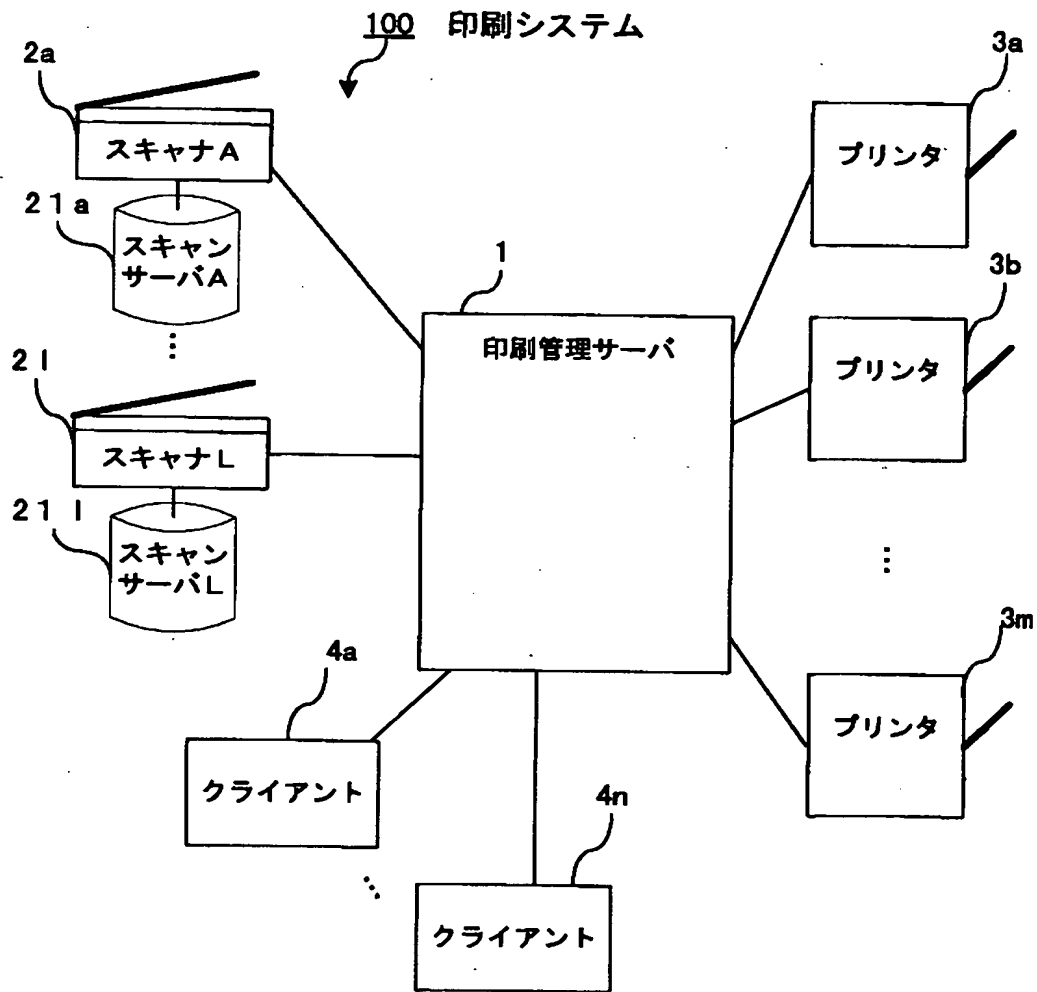 100 印刷システム
2a
スキャナA
21a
スキャン
サーバA
⋮
2l
スキャナL
21l
スキャン
サーバL
1
印刷管理サーバ
3a
プリンタ
3b
プリンタ
⋮
3m
プリンタ
4a
クライアント
⋱
4n
クライアント